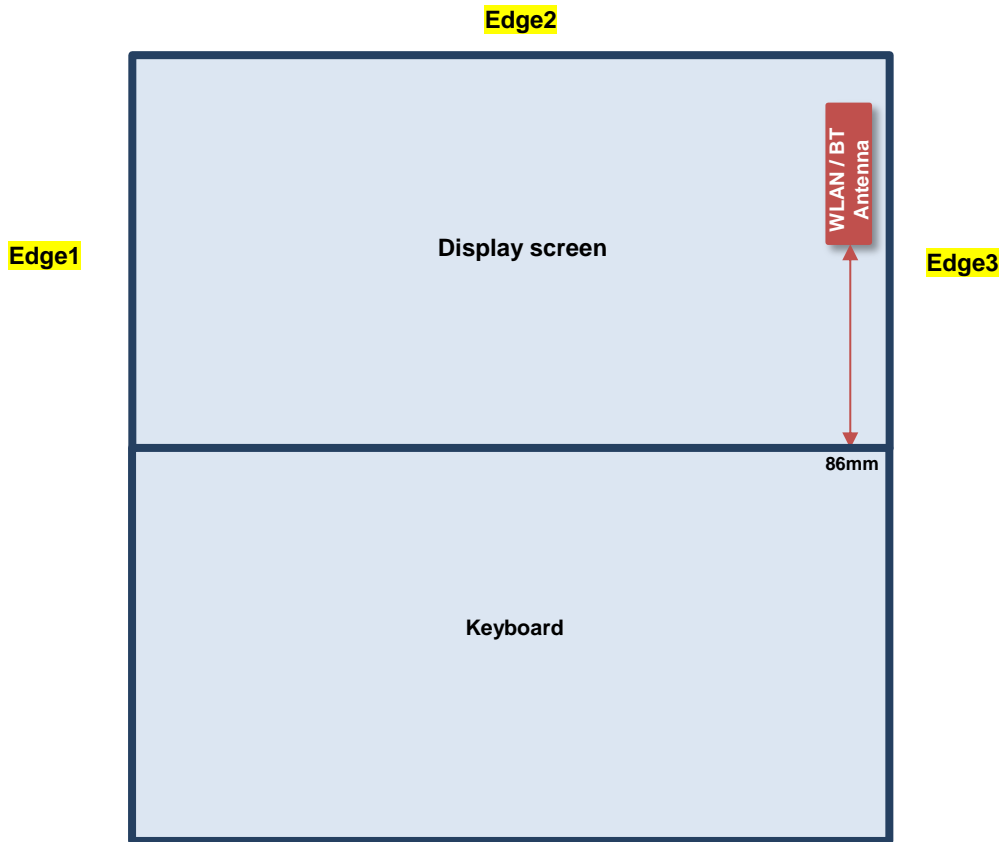 Edge2
WLAN / BT
Antenna
Edge1
Display screen
Edge3
86mm
Keyboard